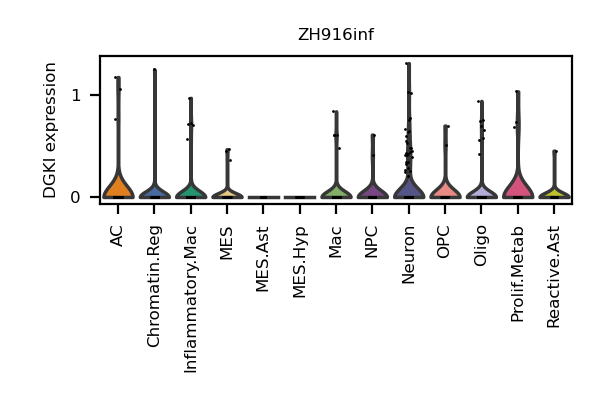 ZH916inf
DGKI expression
1
0
AC
Chromatin.Reg
Inflammatory.Mac
MES
MES.Ast
MES.Hyp
Mac
NPC
Neuron
OPC
Oligo
Prolif.Metab
Reactive.Ast